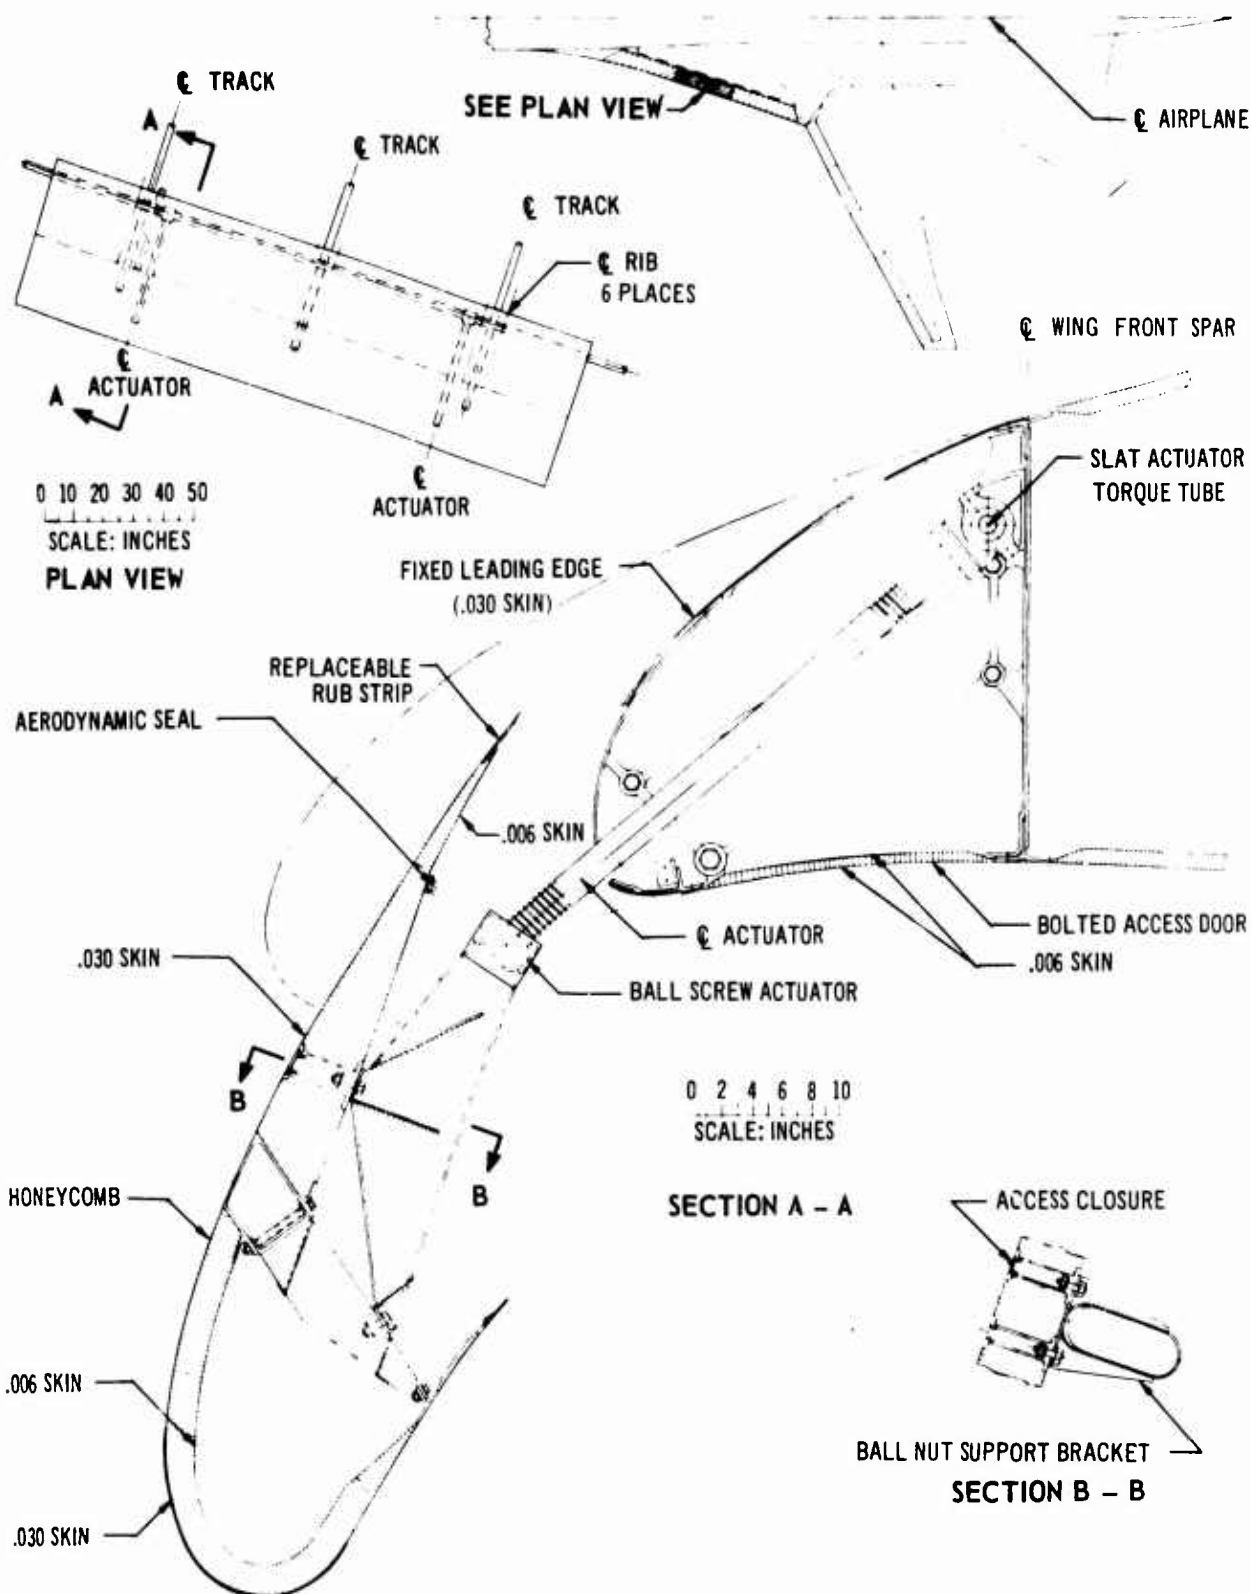 ℄ TRACK
A
℄ TRACK
℄ TRACK
℄ RIB
6 PLACES
℄
ACTUATOR
A
℄
ACTUATOR
0 10 20 30 40 50
SCALE: INCHES
PLAN VIEW
SEE PLAN VIEW
℄ AIRPLANE
℄ WING FRONT SPAR
SLAT ACTUATOR
TORQUE TUBE
FIXED LEADING EDGE
(.030 SKIN)
REPLACEABLE
RUB STRIP
AERODYNAMIC SEAL
.006 SKIN
℄ ACTUATOR
BOLTED ACCESS DOOR
.006 SKIN
.030 SKIN
BALL SCREW ACTUATOR
B
B
0 2 4 6 8 10
SCALE: INCHES
SECTION A – A
HONEYCOMB
.006 SKIN
.030 SKIN
ACCESS CLOSURE
BALL NUT SUPPORT BRACKET
SECTION B – B